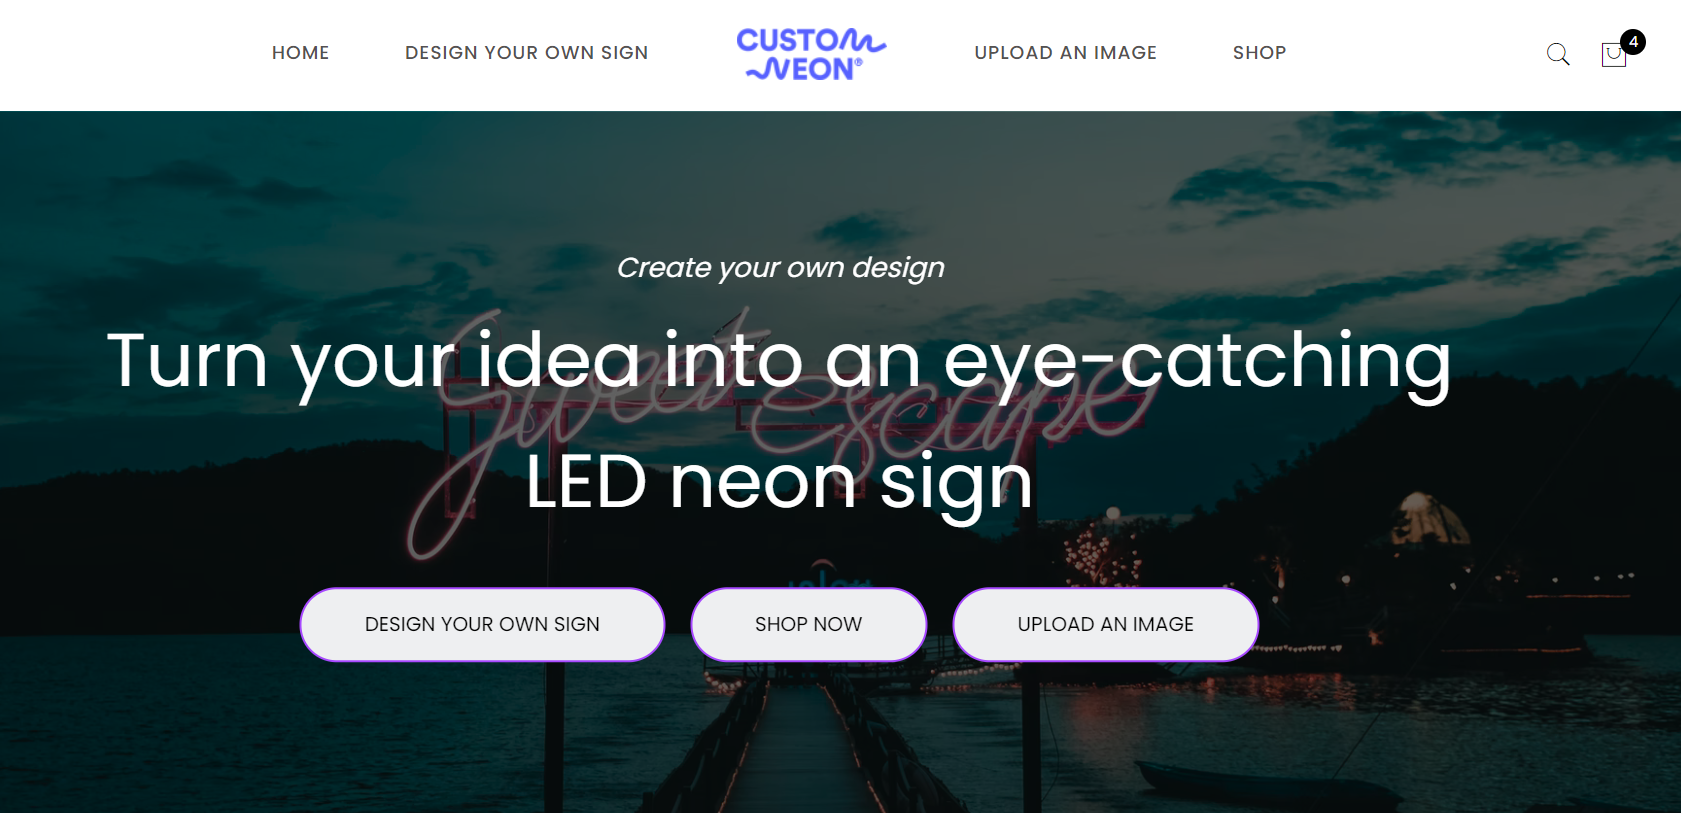 HOME
DESIGN YOUR OWN SIGN
CUSTOM
NEON®
UPLOAD AN IMAGE
SHOP
4
Create your own design
Turn your idea into an eye-catching
LED neon sign
Sweet Escape
DESIGN YOUR OWN SIGN
SHOP NOW
UPLOAD AN IMAGE